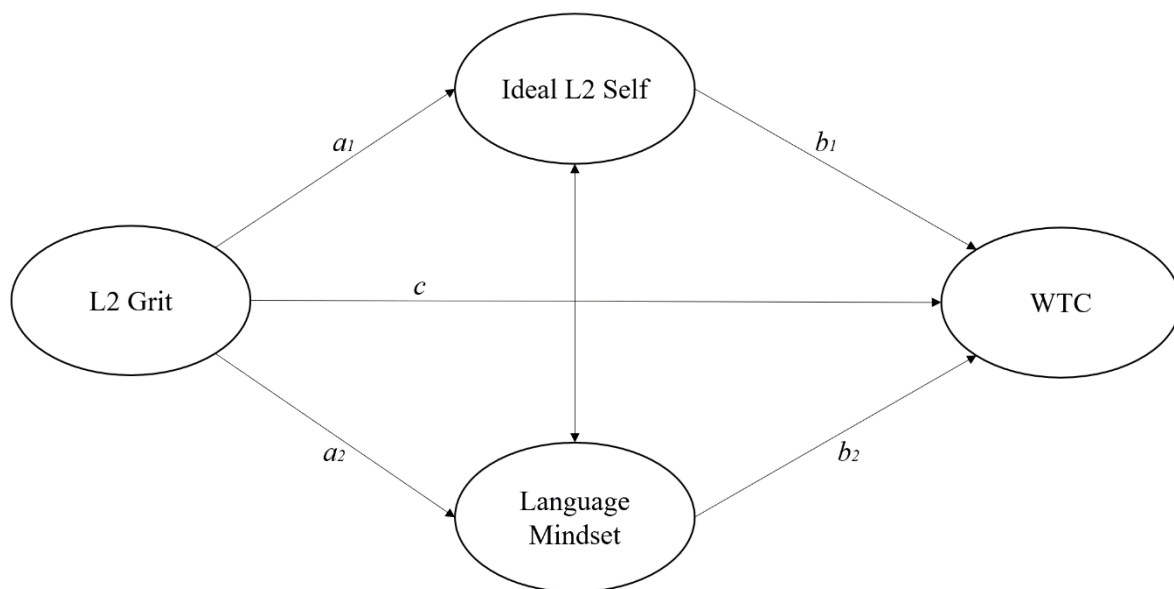 Ideal L2 Self
a1
b1
L2 Grit
c
WTC
a2
b2
Language
Mindset